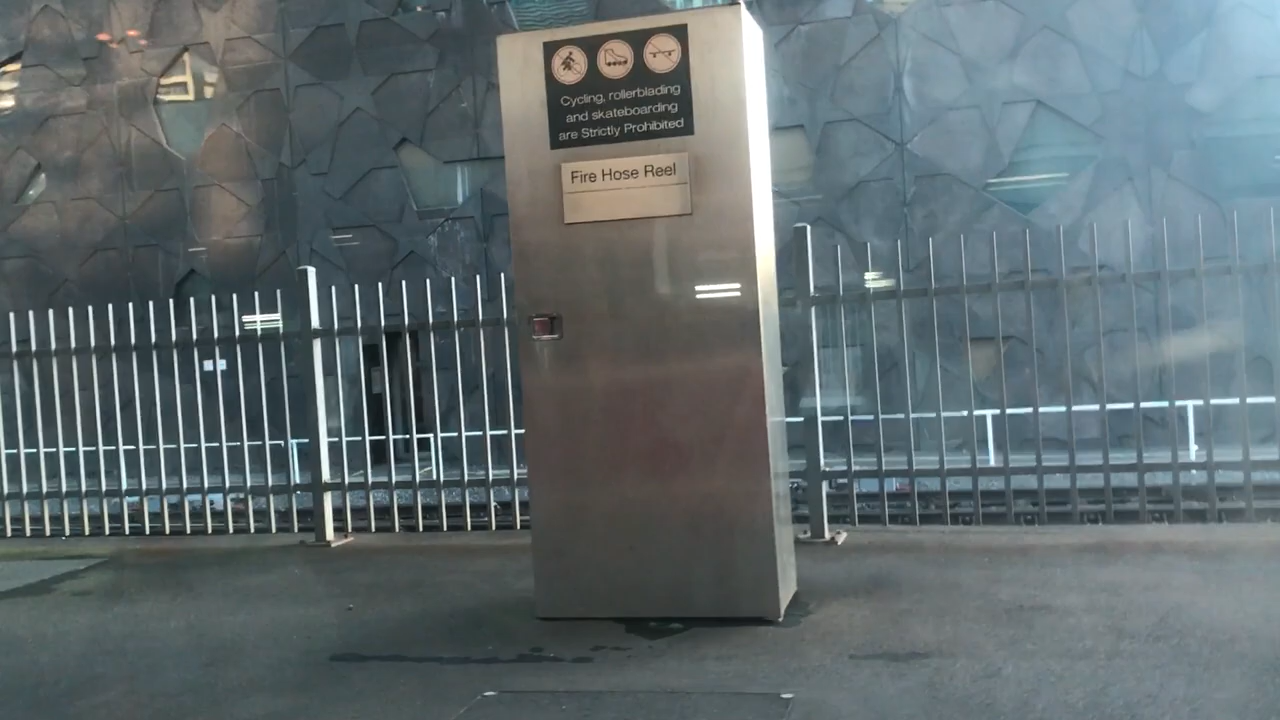 Cycling, rollerblading
and skateboarding
are Strictly Prohibited
Fire Hose Reel